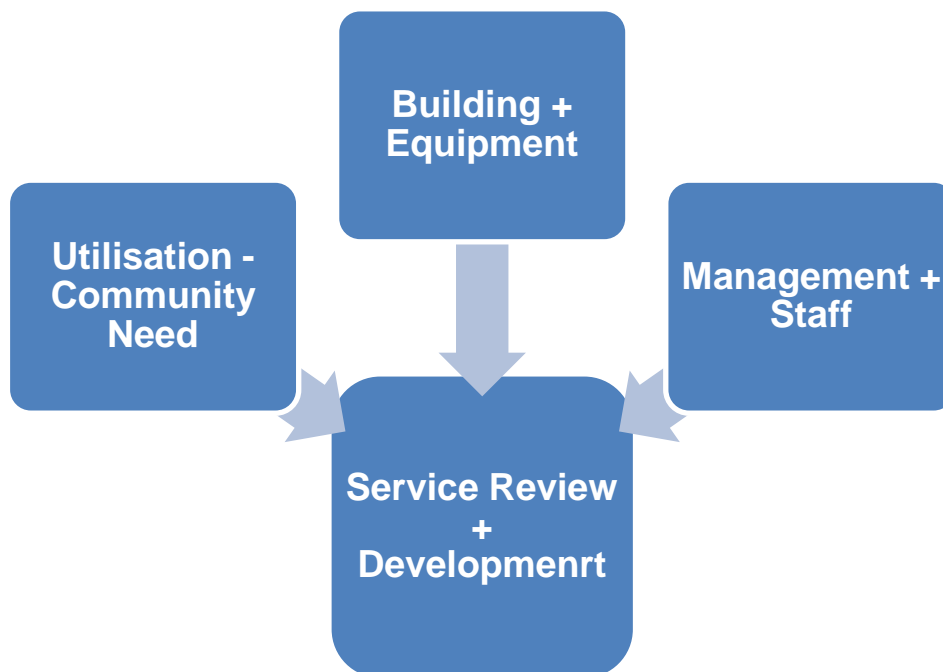 Building +
Equipment
Utilisation -
Community
Need
Management +
Staff
Service Review
+
Developmenrt